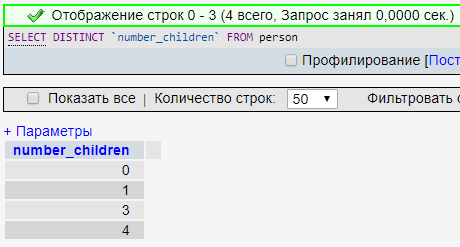 Отображение строк 0 - 3 (4 всего, Запрос занял 0,0000 сек.)
SELECT DISTINCT `number_children` FROM person
Профилирование [Пост
Показать все | Количество строк: 50 Фильтровать
+ Параметры
number_children
0
1
3
4